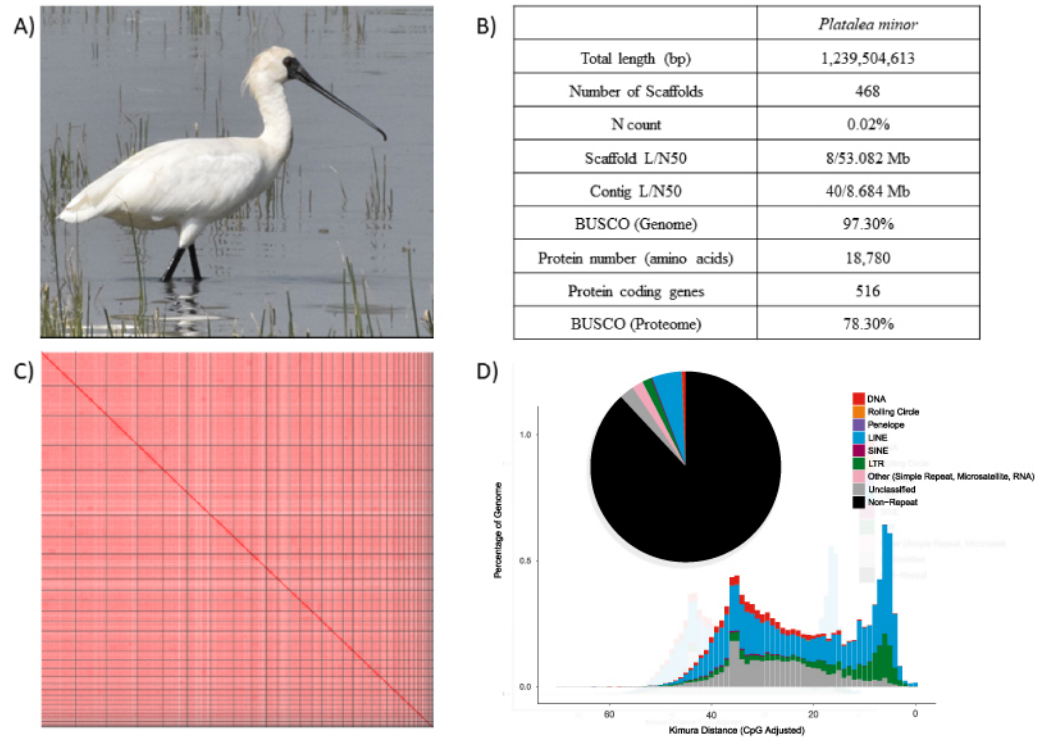 A)
B)
Platalea minor
Total length (bp) 1,239,504,613
Number of Scaffolds 468
N count 0.02%
Scaffold L/N50 8/53.082 Mb
Contig L/N50 40/8.684 Mb
BUSCO (Genome) 97.30%
Protein number (amino acids) 18,780
Protein coding genes 516
BUSCO (Proteome) 78.30%
C)
D)
DNA
Rolling Circle
Penelope
LINE
SINE
LTR
Other (Simple Repeat, Microsatellite, RNA)
Unclassified
Non-Repeat
Percentage of Genome
1.0
0.5
0.0
60 40 20 0
Kimura Distance (CpG Adjusted)